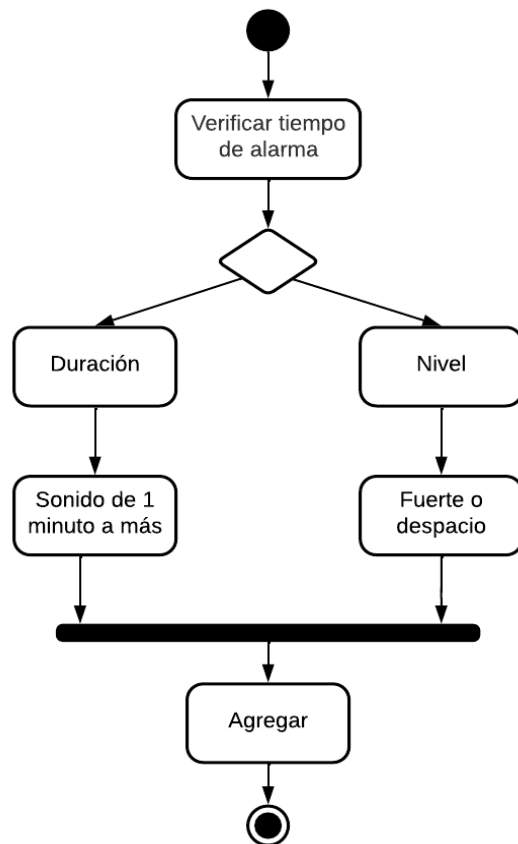 Verificar tiempo
de alarma
Duración
Nivel
Sonido de 1
minuto a más
Fuerte o
despacio
Agregar